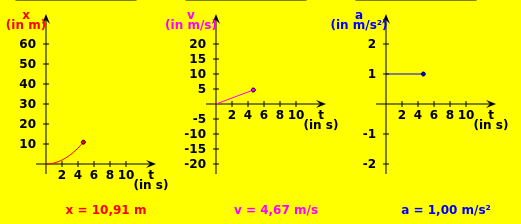 x
(in m)
60
50
40
30
20
10
2 4 6 8 10
t
(in s)
v
(in m/s)
20
15
10
5
-5
-10
-15
-20
2 4 6 8 10
t
(in s)
a
(in m/s²)
2
1
-1
-2
2 4 6 8 10
t
(in s)
x = 10,91 m
v = 4,67 m/s
a = 1,00 m/s²